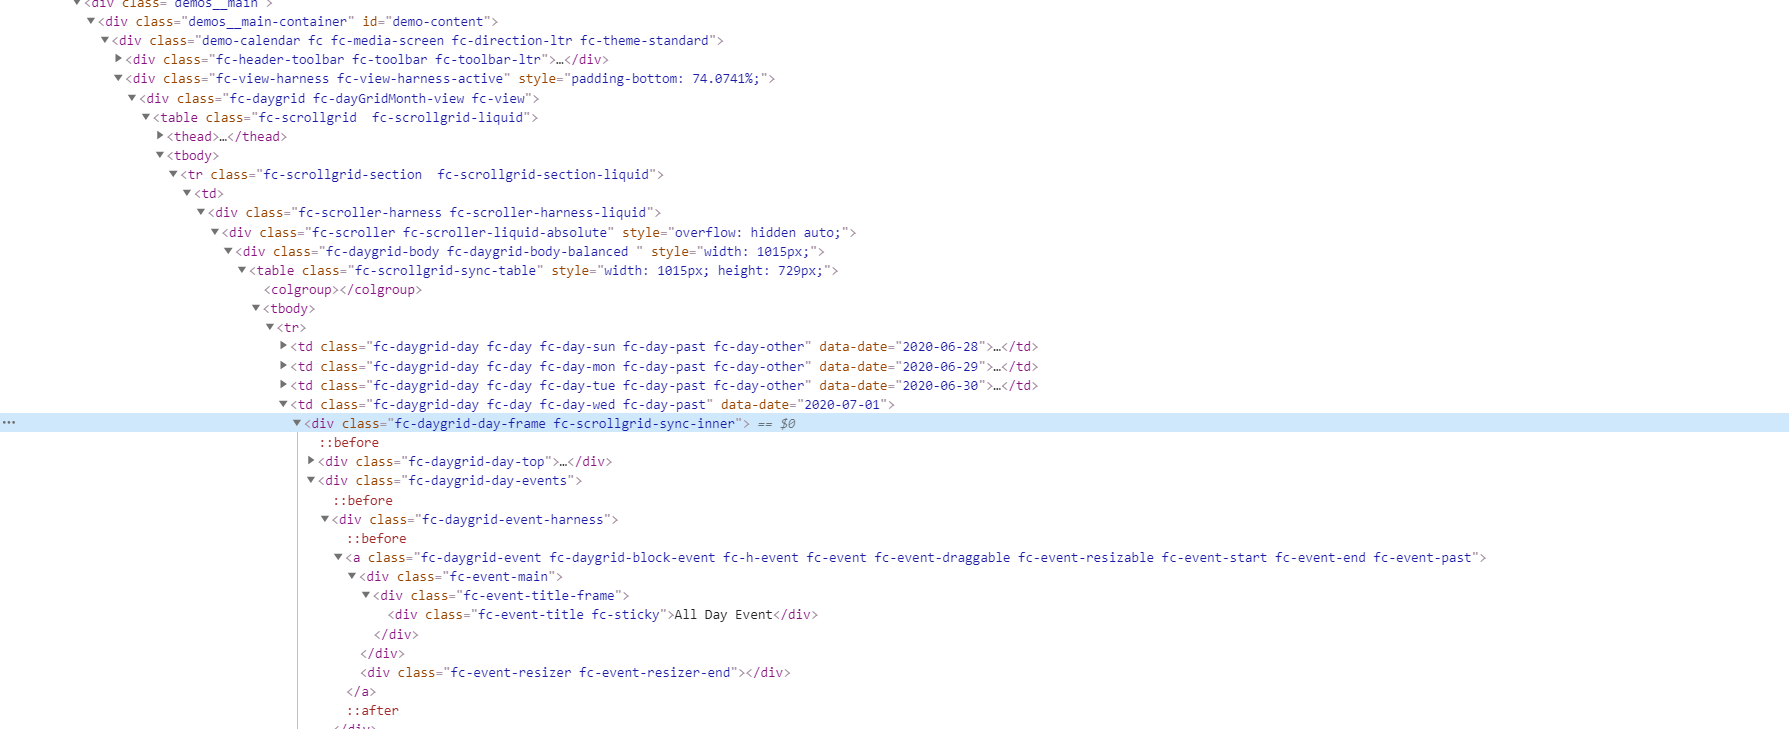 <div class="demos__main">
<div class="demos__main-container" id="demo-content">
<div class="demo-calendar fc fc-media-screen fc-direction-ltr fc-theme-standard">
<div class="fc-header-toolbar fc-toolbar fc-toolbar-ltr">…</div>
<div class="fc-view-harness fc-view-harness-active" style="padding-bottom: 74.0741%;">
<div class="fc-daygrid fc-dayGridMonth-view fc-view">
<table class="fc-scrollgrid  fc-scrollgrid-liquid">
<thead>…</thead>
<tbody>
<tr class="fc-scrollgrid-section  fc-scrollgrid-section-liquid">
<td>
<div class="fc-scroller-harness fc-scroller-harness-liquid">
<div class="fc-scroller fc-scroller-liquid-absolute" style="overflow: hidden auto;">
<div class="fc-daygrid-body fc-daygrid-body-balanced " style="width: 1015px;">
<table class="fc-scrollgrid-sync-table" style="width: 1015px; height: 729px;">
<colgroup></colgroup>
<tbody>
<tr>
<td class="fc-daygrid-day fc-day fc-day-sun fc-day-past fc-day-other" data-date="2020-06-28">…</td>
<td class="fc-daygrid-day fc-day fc-day-mon fc-day-past fc-day-other" data-date="2020-06-29">…</td>
<td class="fc-daygrid-day fc-day fc-day-tue fc-day-past fc-day-other" data-date="2020-06-30">…</td>
<td class="fc-daygrid-day fc-day fc-day-wed fc-day-past" data-date="2020-07-01">
<div class="fc-daygrid-day-frame fc-scrollgrid-sync-inner"> == $0
::before
<div class="fc-daygrid-day-top">…</div>
<div class="fc-daygrid-day-events">
::before
<div class="fc-daygrid-event-harness">
::before
<a class="fc-daygrid-event fc-daygrid-block-event fc-h-event fc-event fc-event-draggable fc-event-resizable fc-event-start fc-event-end fc-event-past">
<div class="fc-event-main">
<div class="fc-event-title-frame">
<div class="fc-event-title fc-sticky">All Day Event</div>
</div>
</div>
<div class="fc-event-resizer fc-event-resizer-end"></div>
</a>
::after
</div>